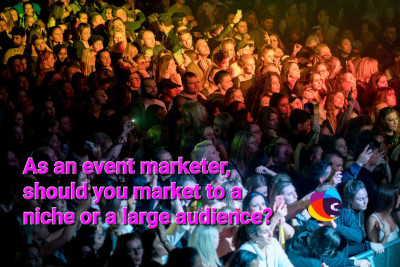 As an event marketer,
should you market to a
niche or a large audience?